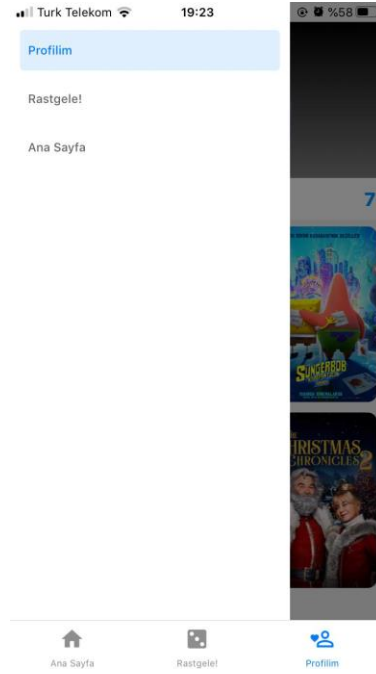 Turk Telekom 19:23 %58
Profilim
Rastgele!
Ana Sayfa
7
SÜNGERBOB
CHRISTMAS
CHRONICLES 2
Ana Sayfa Rastgele! Profilim